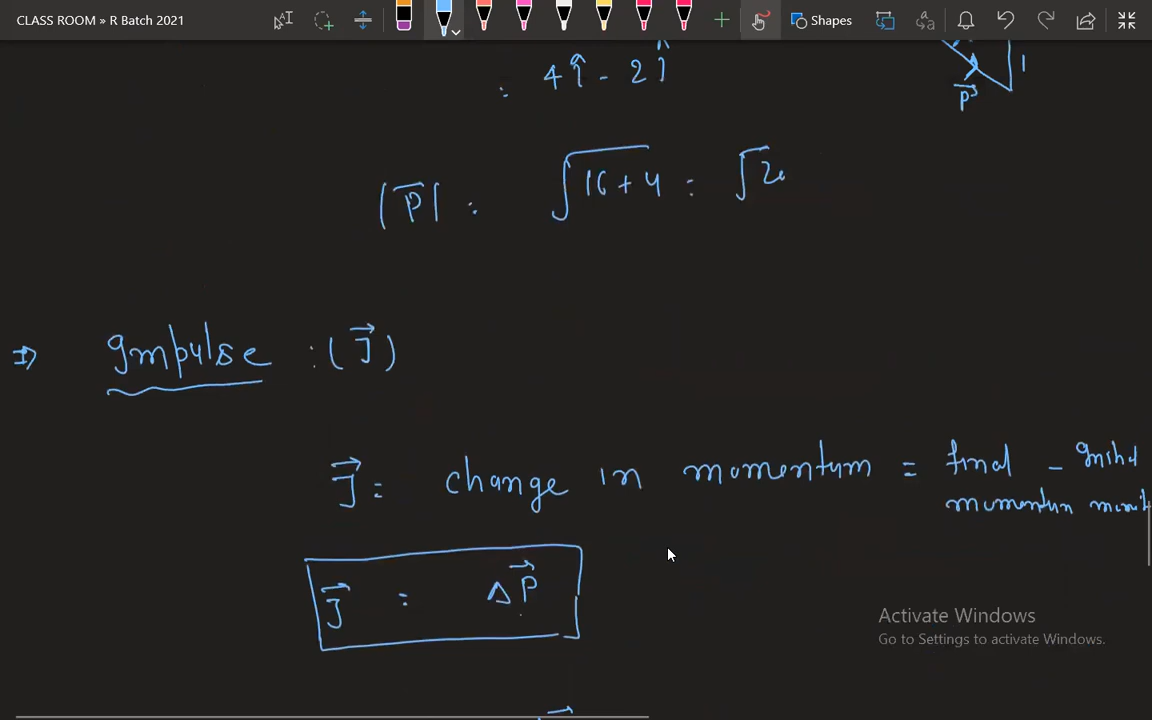 CLASS ROOM » R Batch 2021
Shapes
: 4î - 2ĵ
1
P⃗
|P⃗| : √16+4 : √20
⇒ Impulse : (J⃗)
J⃗ = change in momentum = final - initial
momentum
J⃗ : ΔP⃗
Activate Windows
Go to Settings to activate Windows.